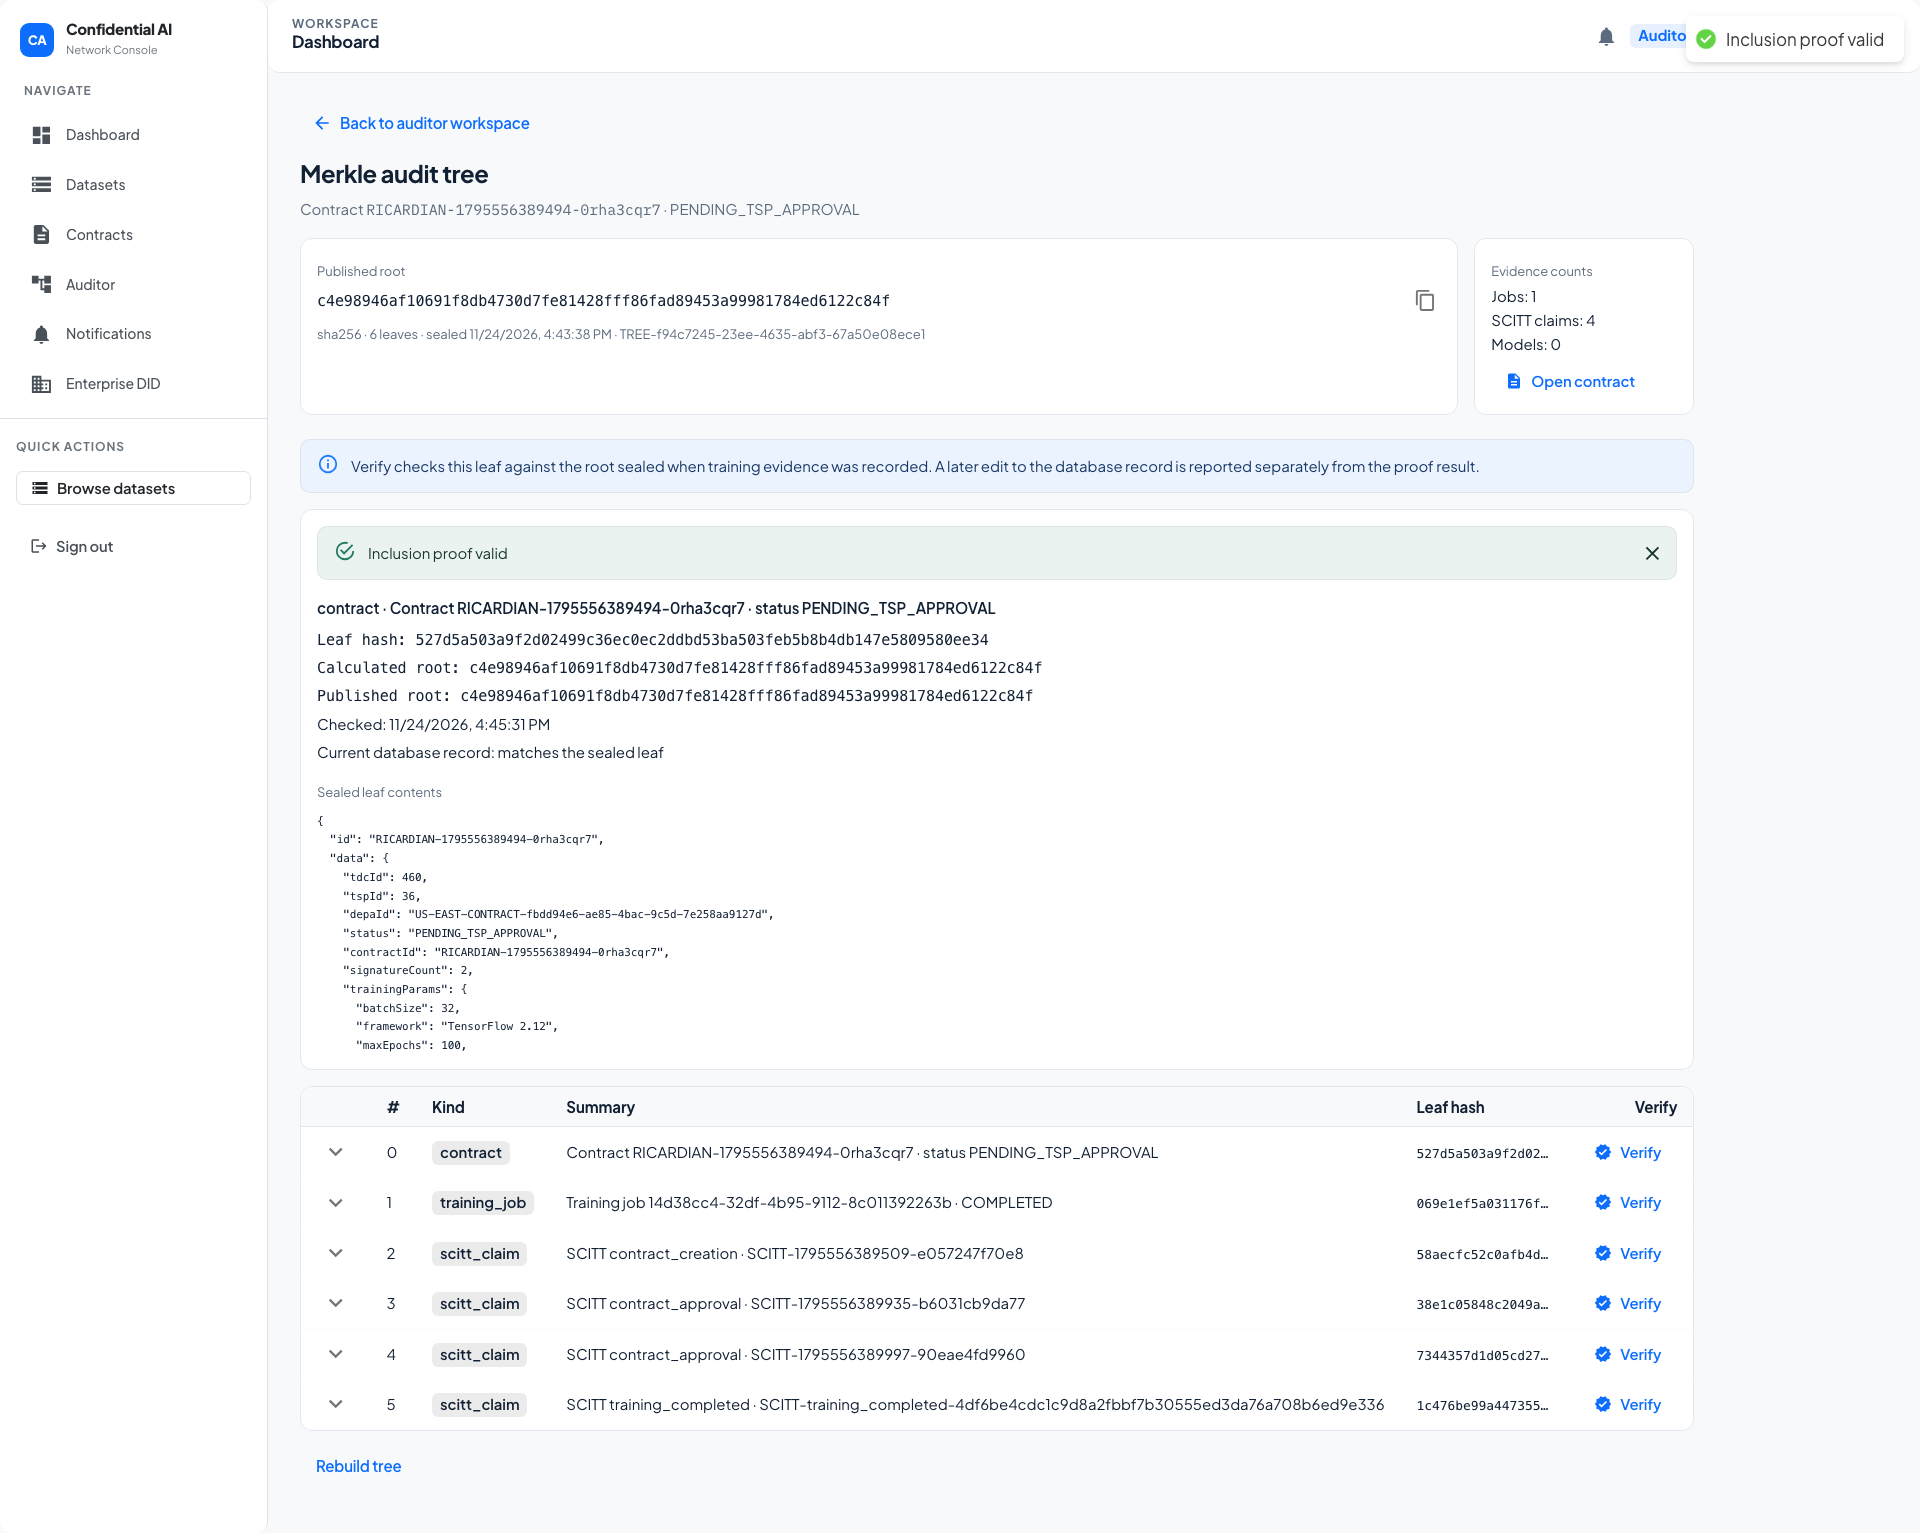 CA
Confidential AI
Network Console
NAVIGATE
Dashboard
Datasets
Contracts
Auditor
Notifications
Enterprise DID
QUICK ACTIONS
Browse datasets
Sign out
WORKSPACE
Dashboard
Audito
Inclusion proof valid
Back to auditor workspace
Merkle audit tree
Contract RICARDIAN-1795556389494-0rha3cqr7 · PENDING_TSP_APPROVAL
Published root
c4e98946af10691f8db4730d7fe81428fff86fad89453a99981784ed6122c84f
sha256 · 6 leaves · sealed 11/24/2026, 4:43:38 PM · TREE-f94c7245-23ee-4635-abf3-67a50e08ece1
Evidence counts
Jobs: 1
SCITT claims: 4
Models: 0
Open contract
Verify checks this leaf against the root sealed when training evidence was recorded. A later edit to the database record is reported separately from the proof result.
Inclusion proof valid
contract · Contract RICARDIAN-1795556389494-0rha3cqr7 · status PENDING_TSP_APPROVAL
Leaf hash: 527d5a503a9f2d02499c36ec0ec2ddbd53ba503feb5b8b4db147e5809580ee34
Calculated root: c4e98946af10691f8db4730d7fe81428fff86fad89453a99981784ed6122c84f
Published root: c4e98946af10691f8db4730d7fe81428fff86fad89453a99981784ed6122c84f
Checked: 11/24/2026, 4:45:31 PM
Current database record: matches the sealed leaf
Sealed leaf contents
{
"id": "RICARDIAN-1795556389494-0rha3cqr7",
"data": {
"tdcId": 460,
"tspId": 36,
"depaId": "US-EAST-CONTRACT-fbdd94e6-ae85-4bac-9c5d-7e258aa9127d",
"status": "PENDING_TSP_APPROVAL",
"contractId": "RICARDIAN-1795556389494-0rha3cqr7",
"signatureCount": 2,
"trainingParams": {
"batchSize": 32,
"framework": "TensorFlow 2.12",
"maxEpochs": 100,
# Kind Summary Leaf hash Verify
0 contract Contract RICARDIAN-1795556389494-0rha3cqr7 · status PENDING_TSP_APPROVAL 527d5a503a9f2d02… Verify
1 training_job Training job 14d38cc4-32df-4b95-9112-8c011392263b · COMPLETED 069e1ef5a031176f… Verify
2 scitt_claim SCITT contract_creation · SCITT-1795556389509-e057247f70e8 58aecfc52c0afb4d… Verify
3 scitt_claim SCITT contract_approval · SCITT-1795556389935-b6031cb9da77 38e1c05848c2049a… Verify
4 scitt_claim SCITT contract_approval · SCITT-1795556389997-90eae4fd9960 7344357d1d05cd27… Verify
5 scitt_claim SCITT training_completed · SCITT-training_completed-4df6be4cdc1c9d8a2fbbf7b30555ed3da76a708b6ed9e336 1c476be99a447355… Verify
Rebuild tree